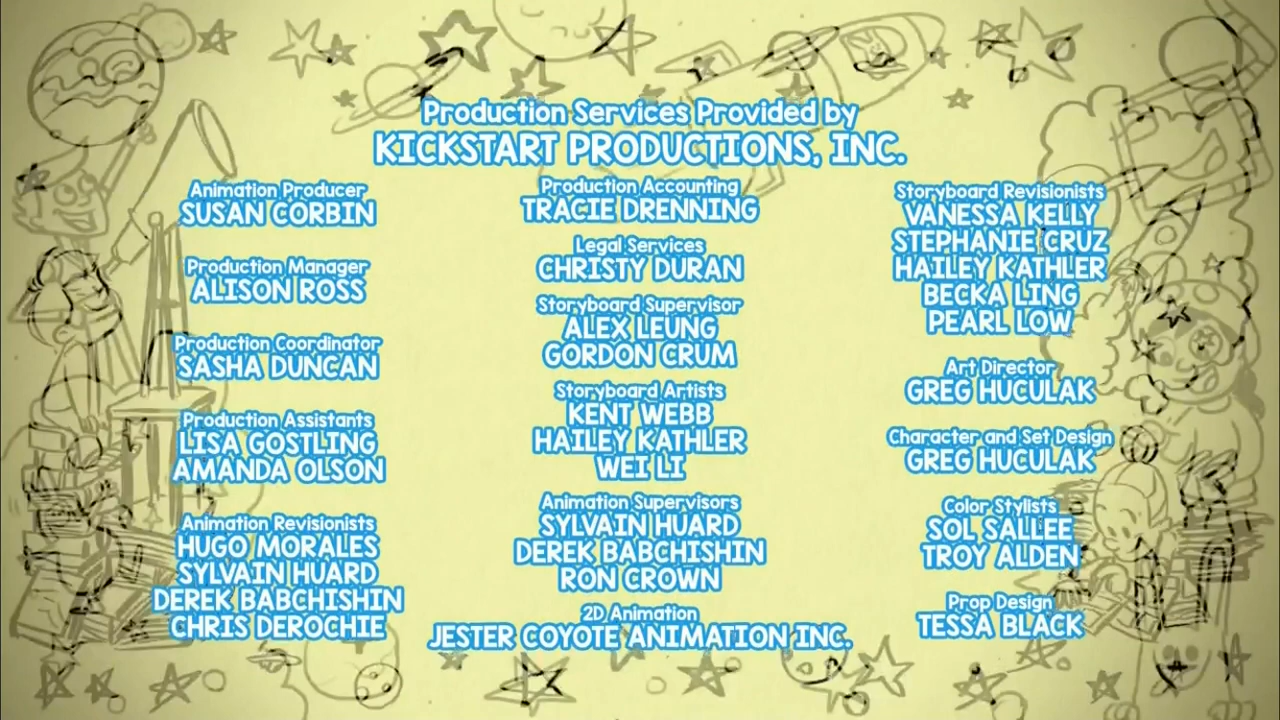 Production Services Provided by
KICKSTART PRODUCTIONS, INC.
Animation Producer
SUSAN CORBIN
Production Manager
ALISON ROSS
Production Coordinator
SASHA DUNCAN
Production Assistants
LISA GOSTLING
AMANDA OLSON
Animation Revisionists
HUGO MORALES
SYLVAIN HUARD
DEREK BABCHISHIN
CHRIS DEROCHIE
Production Accounting
TRACIE DRENNING
Legal Services
CHRISTY DURAN
Storyboard Supervisor
ALEX LEUNG
GORDON CRUM
Storyboard Artists
KENT WEBB
HAILEY KATHLER
WEI LI
Animation Supervisors
SYLVAIN HUARD
DEREK BABCHISHIN
RON CROWN
2D Animation
JESTER COYOTE ANIMATION INC.
Storyboard Revisionists
VANESSA KELLY
STEPHANIE CRUZ
HAILEY KATHLER
BECKA LING
PEARL LOW
Art Director
GREG HUCULAK
Character and Set Design
GREG HUCULAK
Color Stylists
SOL SALLEE
TROY ALDEN
Prop Design
TESSA BLACK